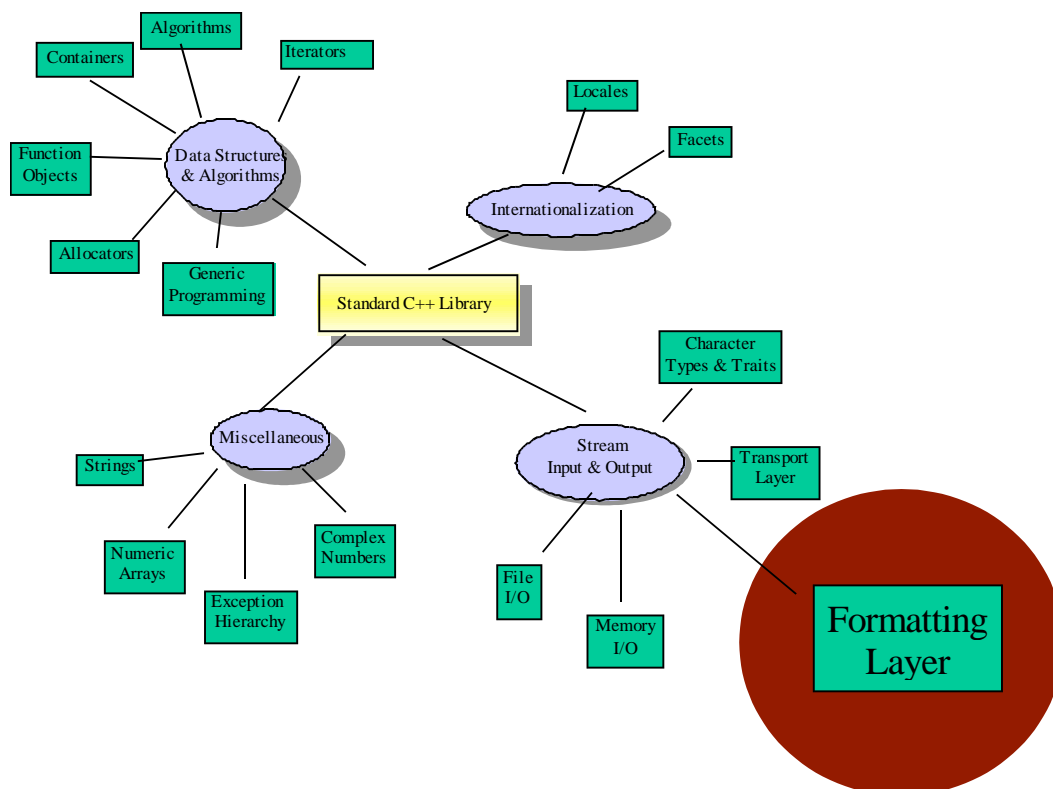 Algorithms
Containers
Iterators
Locales
Facets
Function
Objects
Data Structures
& Algorithms
Internationalization
Allocators
Generic
Programming
Standard C++ Library
Character
Types & Traits
Miscellaneous
Stream
Input & Output
Strings
Transport
Layer
Complex
Numbers
Numeric
Arrays
File
I/O
Exception
Hierarchy
Memory
I/O
Formatting
Layer